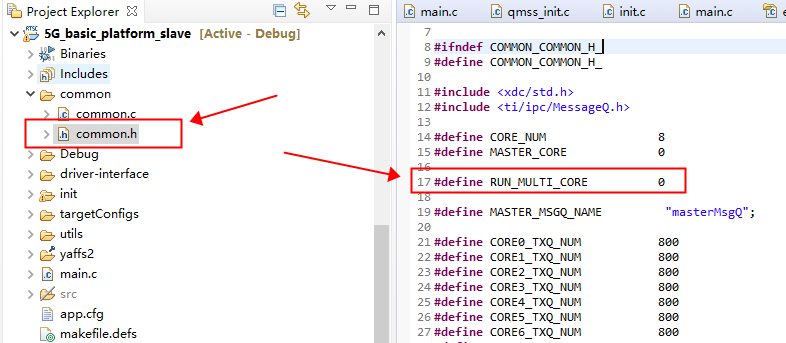 Project Explorer
5G_basic_platform_slave [Active - Debug]
Binaries
Includes
common
common.c
common.h
Debug
driver-interface
init
targetConfigs
utils
yaffs2
main.c
src
app.cfg
makefile.defs
main.c
qmss_init.c
init.c
main.c
7
8 #ifndef COMMON_COMMON_H_
9 #define COMMON_COMMON_H_
10
11 #include <xdc/std.h>
12 #include <ti/ipc/MessageQ.h>
13
14 #define CORE_NUM 8
15 #define MASTER_CORE 0
16
17 #define RUN_MULTI_CORE 0
18
19 #define MASTER_MSGQ_NAME "masterMsgQ";
20
21 #define CORE0_TXQ_NUM 800
22 #define CORE1_TXQ_NUM 800
23 #define CORE2_TXQ_NUM 800
24 #define CORE3_TXQ_NUM 800
25 #define CORE4_TXQ_NUM 800
26 #define CORE5_TXQ_NUM 800
27 #define CORE6_TXQ_NUM 800